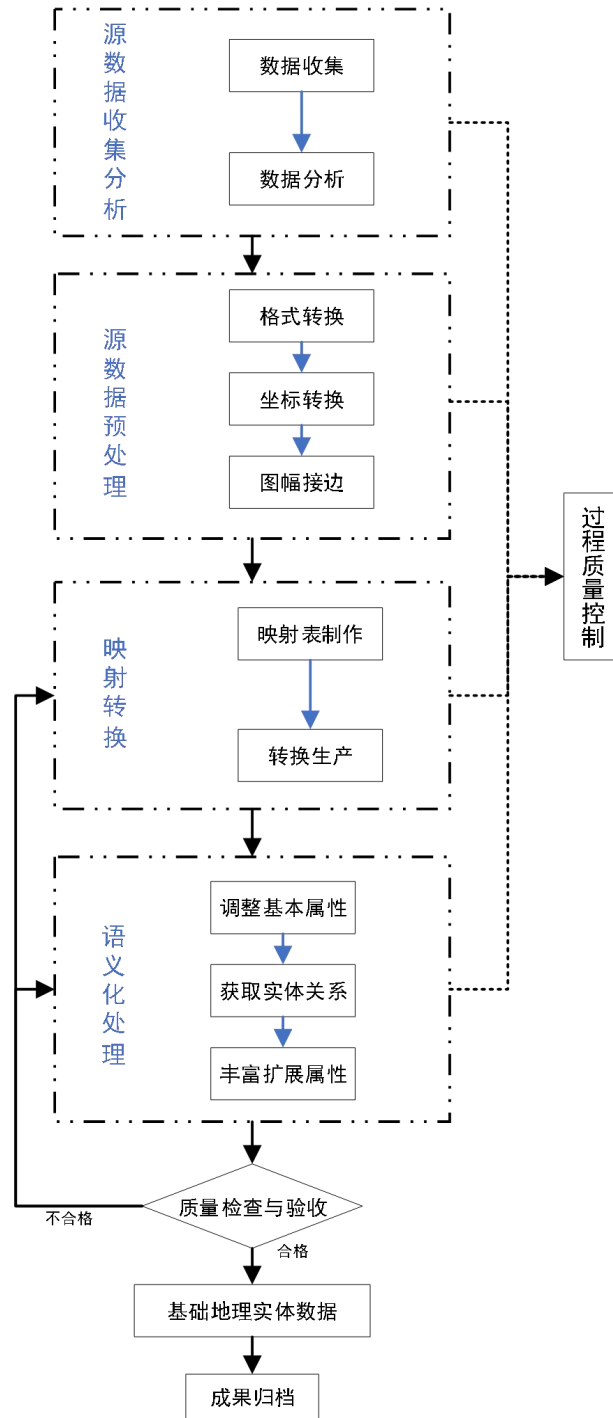 源数据收集分析
数据收集
数据分析
源数据预处理
格式转换
坐标转换
图幅接边
过程质量控制
映射转换
映射表制作
转换生产
语义化处理
调整基本属性
获取实体关系
丰富扩展属性
质量检查与验收
不合格
合格
基础地理实体数据
成果归档